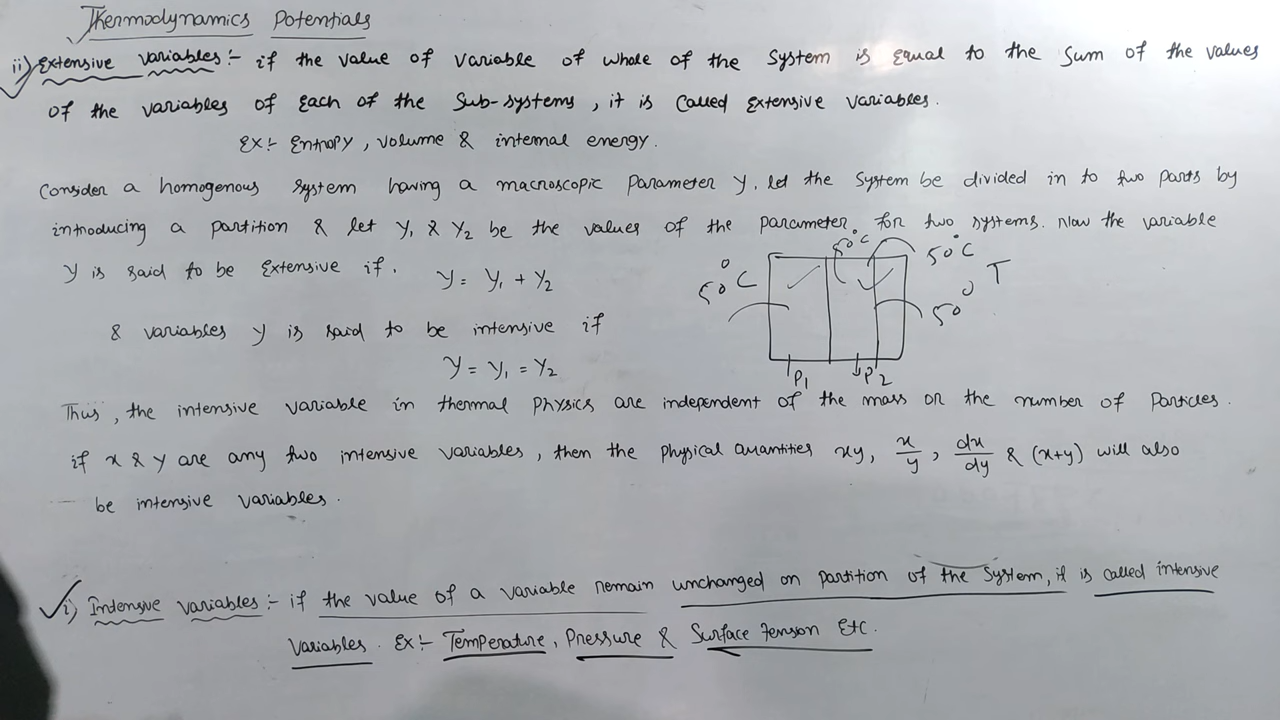 Thermodynamics Potentials
ii) Extensive variables :- if the value of variable of whole of the system is equal to the sum of the values
of the variables of each of the sub-systems, it is called extensive variables.
Ex:- Entropy, volume & internal energy.
Consider a homogenous system having a macroscopic parameter y. let the system be divided in to two parts by
introducing a partition & let y₁ & y₂ be the values of the parameter for two systems. Now the variable
y is said to be extensive if. y = y₁ + y₂
50°C
50°C
50°C
50° T
& variables y is said to be intensive if
y = y₁ = y₂
P₁ P₂
Thus, the intensive variable in thermal physics are independent of the mass or the number of particles.
if x & y are any two intensive variables, then the physical quantities xy, x/y, dx/dy & (x+y) will also
be intensive variables.
i) Intensive variables :- if the value of a variable remain unchanged on partition of the system, it is called intensive
variables. Ex:- Temperature, Pressure & Surface tension Etc.